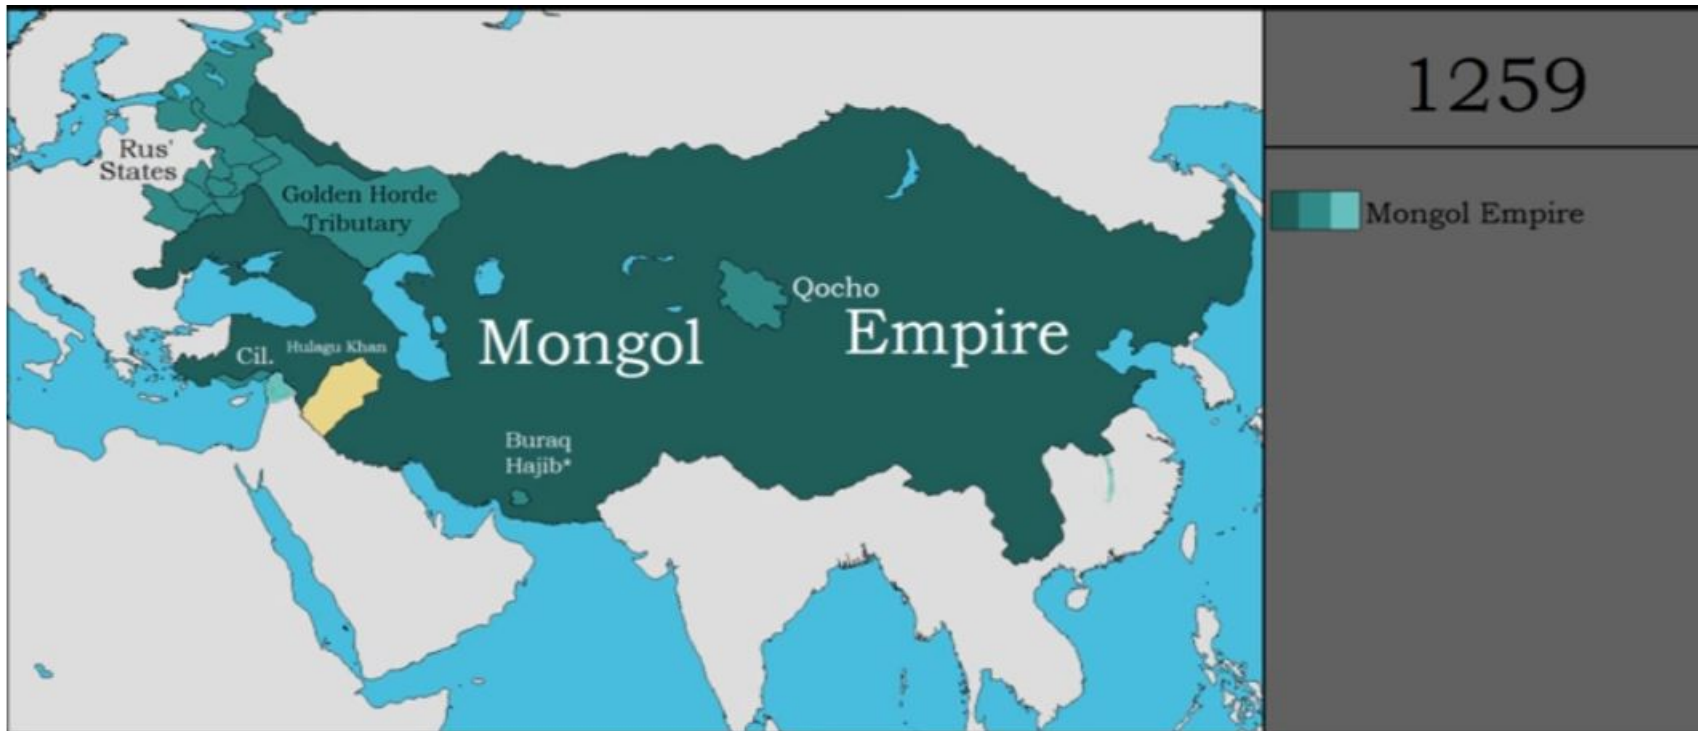 1259
Mongol Empire
Rus'
States
Golden Horde
Tributary
Qocho
Mongol
Empire
Cil.
Hulagu Khan
Buraq
Hajib*